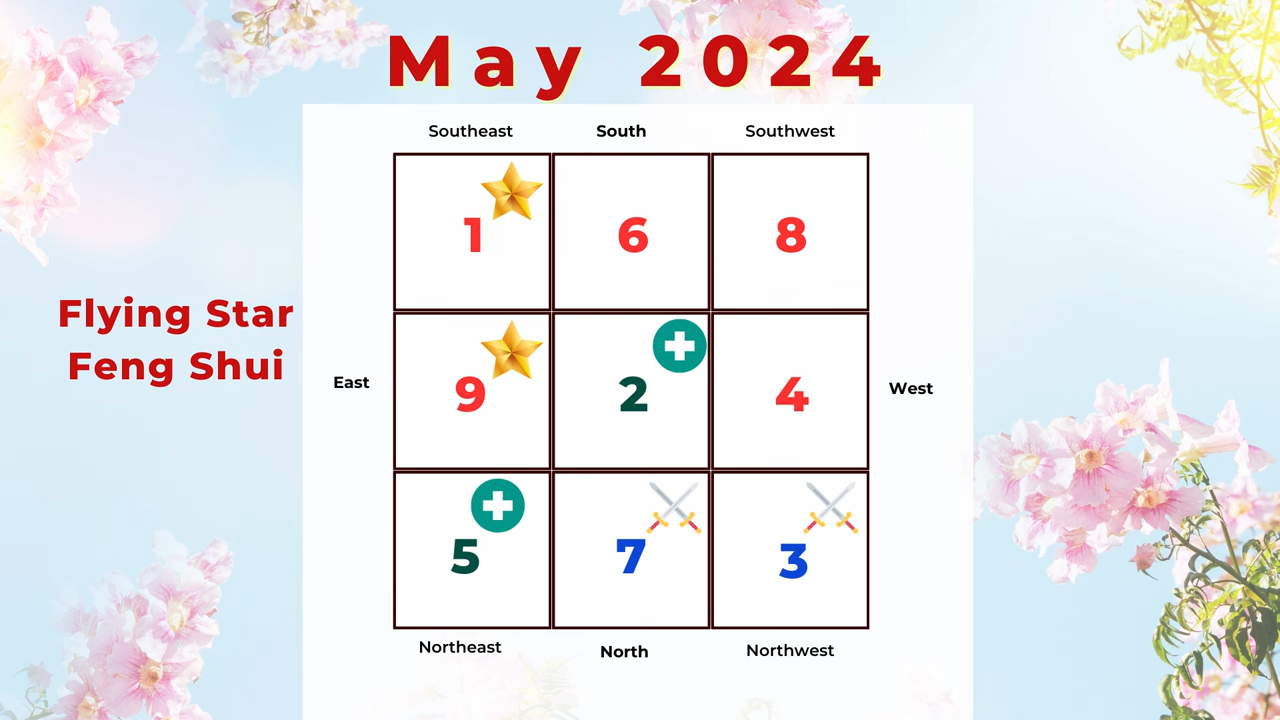 May 2024
Southeast South Southwest
1 6 8
Flying Star
Feng Shui
East 9 2 4 West
5 7 3
Northeast North Northwest